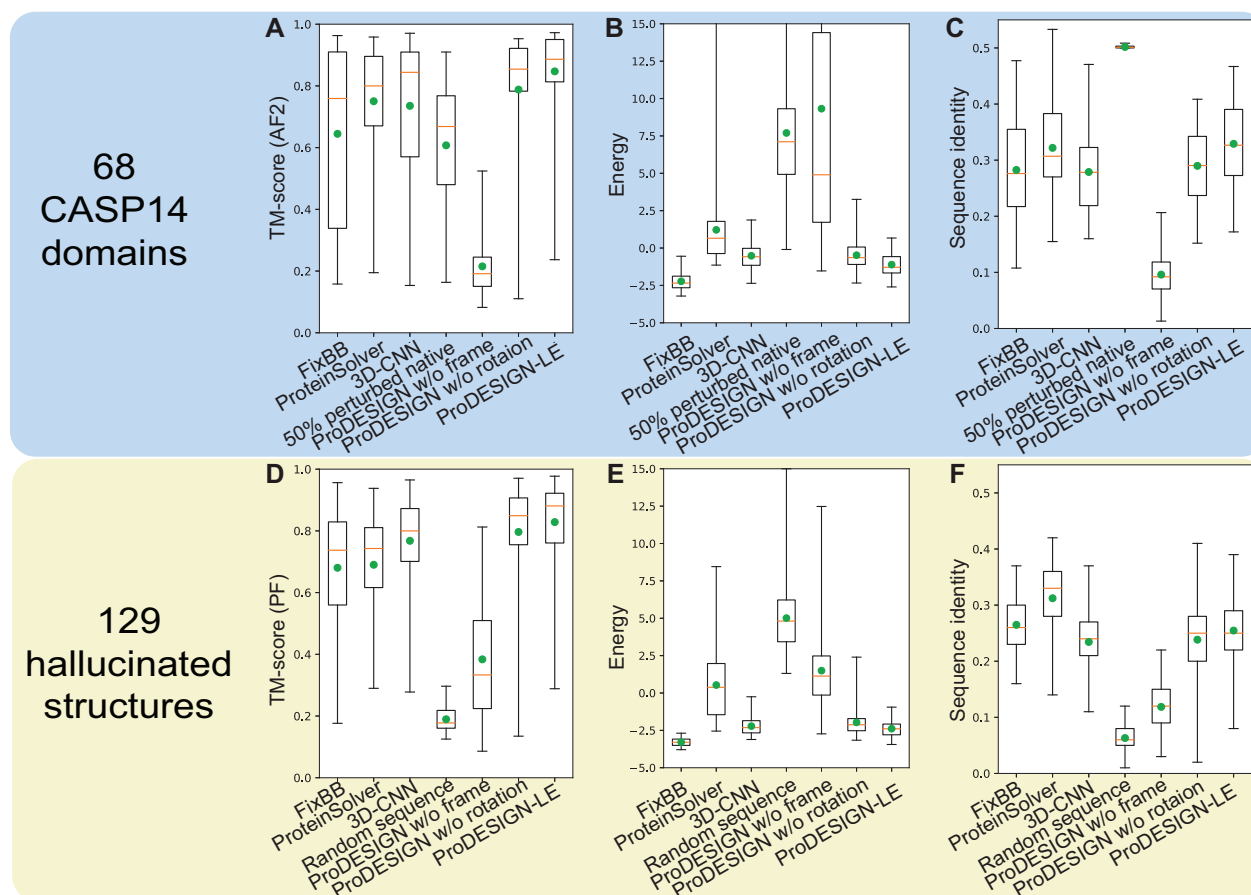 68
CASP14
domains
A
TM-score (AF2)
1.0
0.8
0.6
0.4
0.2
0.0
FixBB
ProteinSolver
3D-CNN
50% perturbed native
ProDESIGN w/o frame
ProDESIGN w/o rotaion
ProDESIGN-LE
B
Energy
15.0
12.5
10.0
7.5
5.0
2.5
0.0
−2.5
−5.0
FixBB
ProteinSolver
3D-CNN
50% perturbed native
ProDESIGN w/o frame
ProDESIGN w/o rotation
ProDESIGN-LE
C
Sequence identity
0.5
0.4
0.3
0.2
0.1
0.0
FixBB
ProteinSolver
3D-CNN
50% perturbed native
ProDESIGN w/o frame
ProDESIGN w/o rotation
ProDESIGN-LE
129
hallucinated
structures
D
TM-score (PF)
1.0
0.8
0.6
0.4
0.2
0.0
FixBB
ProteinSolver
3D-CNN
Random sequence
ProDESIGN w/o frame
ProDESIGN w/o rotation
ProDESIGN-LE
E
Energy
15.0
12.5
10.0
7.5
5.0
2.5
0.0
−2.5
−5.0
FixBB
ProteinSolver
3D-CNN
Random sequence
ProDESIGN w/o frame
ProDESIGN w/o rotation
ProDESIGN-LE
F
Sequence identity
0.5
0.4
0.3
0.2
0.1
0.0
FixBB
ProteinSolver
3D-CNN
Random sequence
ProDESIGN w/o frame
ProDESIGN w/o rotation
ProDESIGN-LE